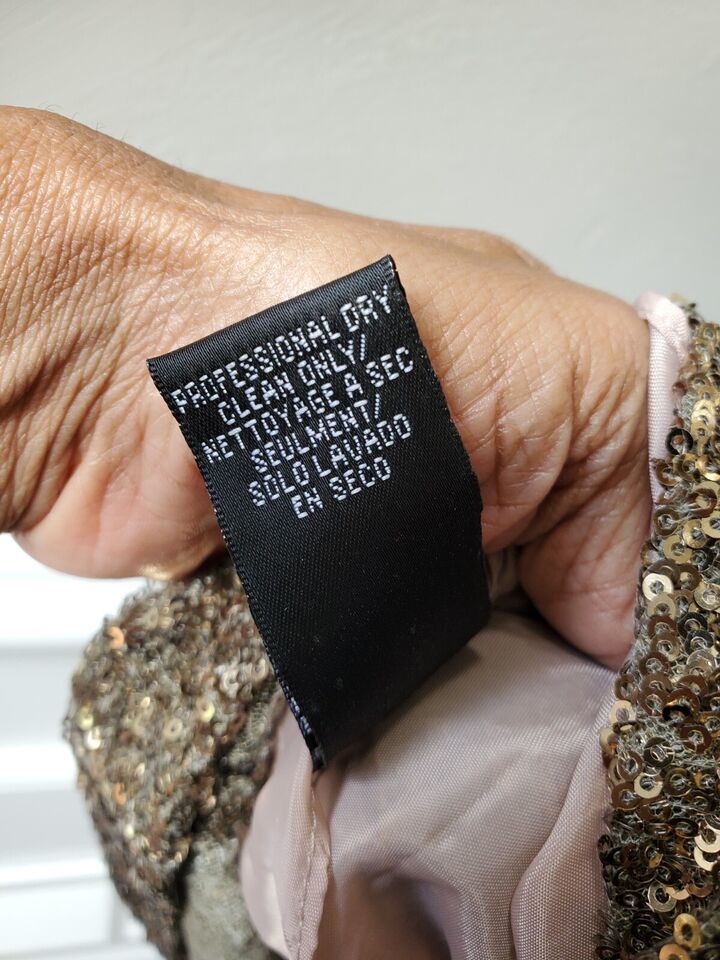 PROFESSIONAL DRY
CLEAN ONLY/
NETTOYAGE A SEC
SEULMENT/
SOLO LAVADO
EN SECO